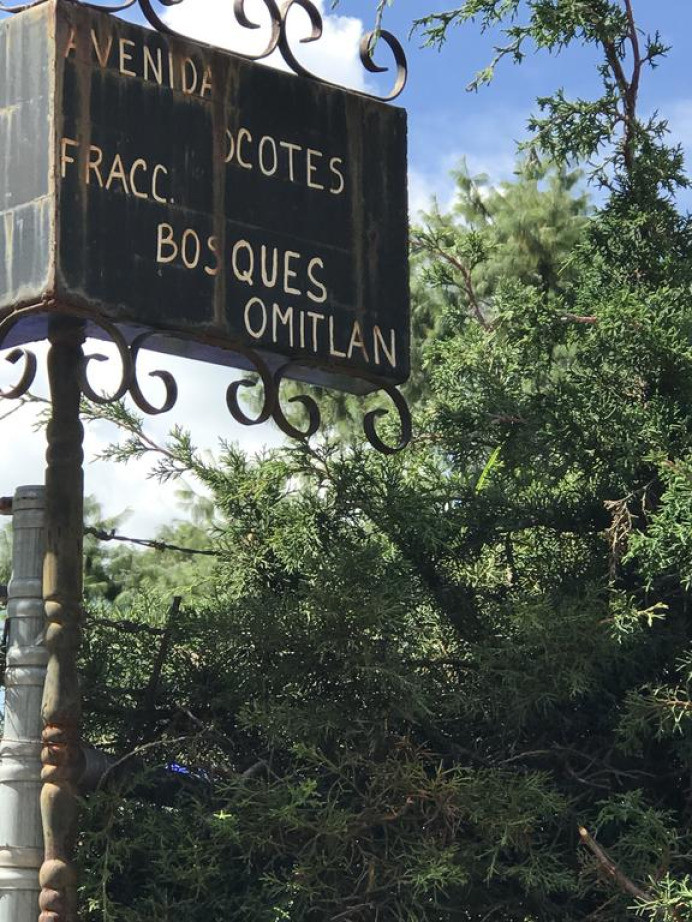 AVENIDA
OCOTES
FRACC.
BOSQUES
OMITLAN